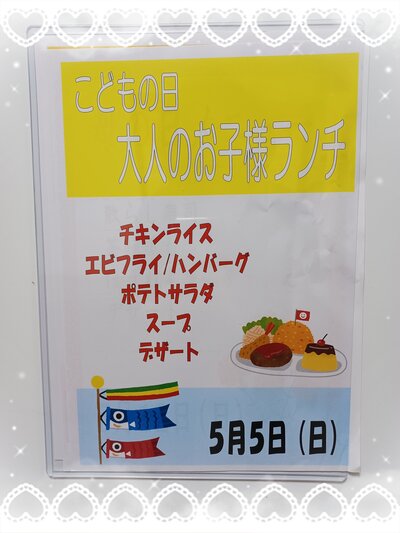 こどもの日
大人のお子様ランチ
チキンライス
エビフライ/ハンバーグ
ポテトサラダ
スープ
デザート
5月5日（日）